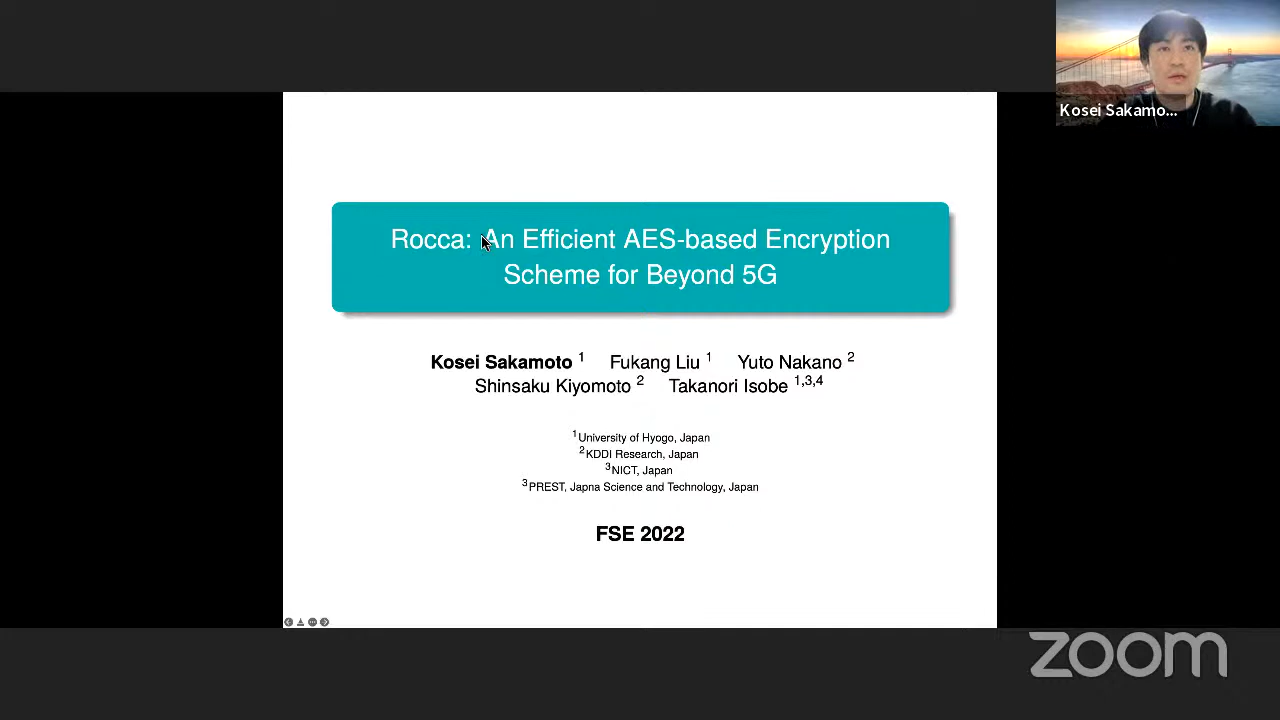 Kosei Sakamo...
Rocca: An Efficient AES-based Encryption
Scheme for Beyond 5G
Kosei Sakamoto 1 Fukang Liu 1 Yuto Nakano 2
Shinsaku Kiyomoto 2 Takanori Isobe 1,3,4
1University of Hyogo, Japan
2KDDI Research, Japan
3NICT, Japan
3PREST, Japna Science and Technology, Japan
FSE 2022
zoom